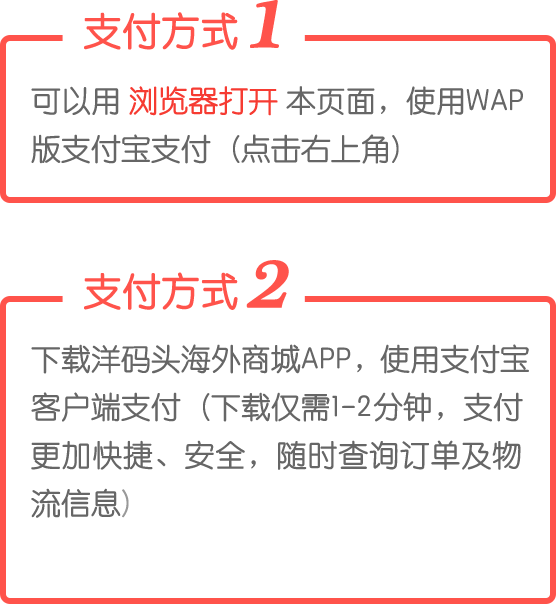 支付方式1
可以用 浏览器打开 本页面，使用WAP
版支付宝支付（点击右上角）
支付方式2
下载洋码头海外商城APP，使用支付宝
客户端支付（下载仅需1-2分钟，支付
更加快捷、安全，随时查询订单及物
流信息）